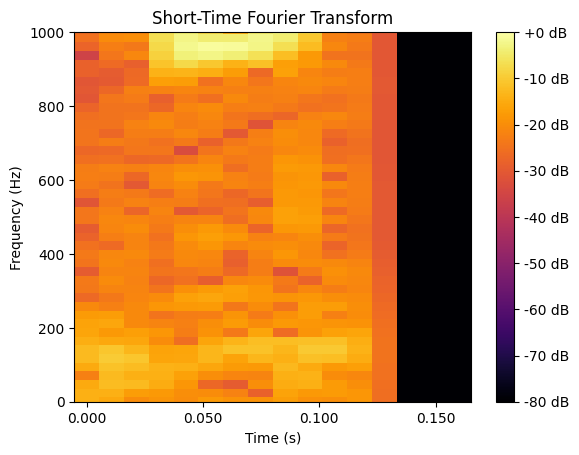 Short-Time Fourier Transform
1000
800
600
400
200
0
Frequency (Hz)
0.000
0.050
0.100
0.150
Time (s)
+0 dB
-10 dB
-20 dB
-30 dB
-40 dB
-50 dB
-60 dB
-70 dB
-80 dB